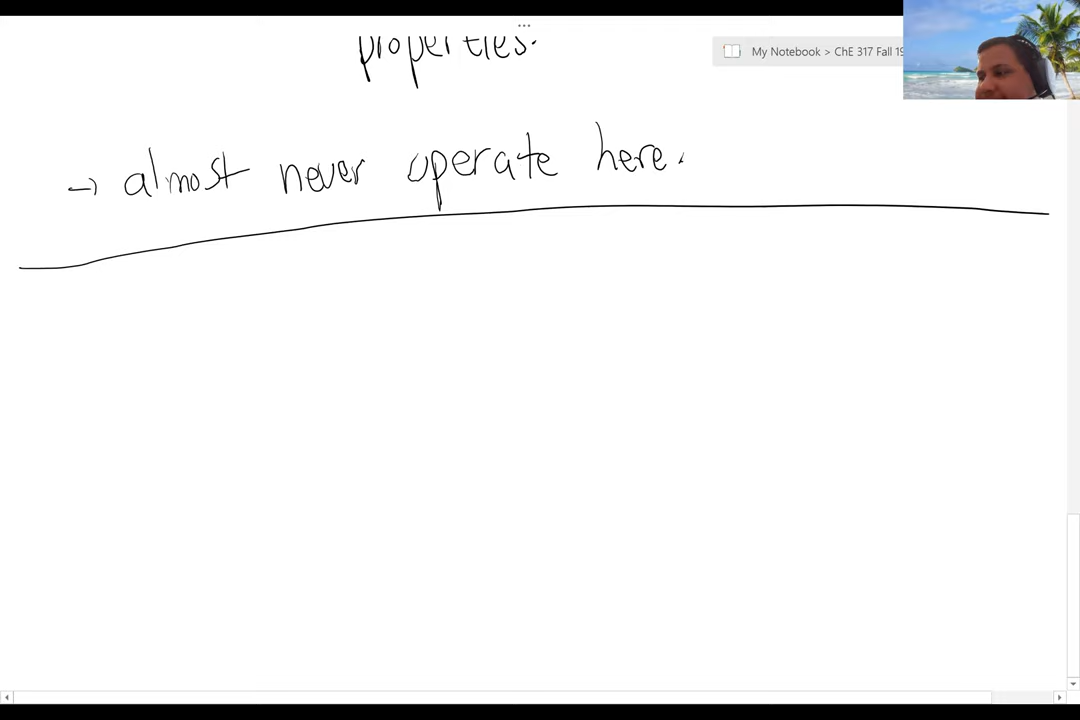 properties.
My Notebook > ChE 317 Fall 19
→ almost never operate here.